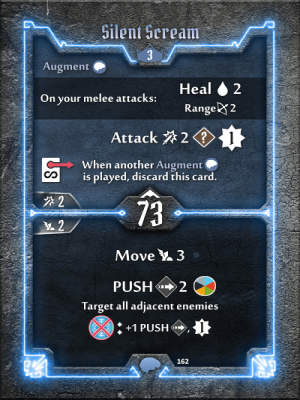 Silent Scream
3
Augment
On your melee attacks:
Heal 2
Range 2
Attack 2 ? 1
When another Augment
is played, discard this card.
S
2
73
2
Move 3
PUSH 2
Target all adjacent enemies
: +1 PUSH , 1
162